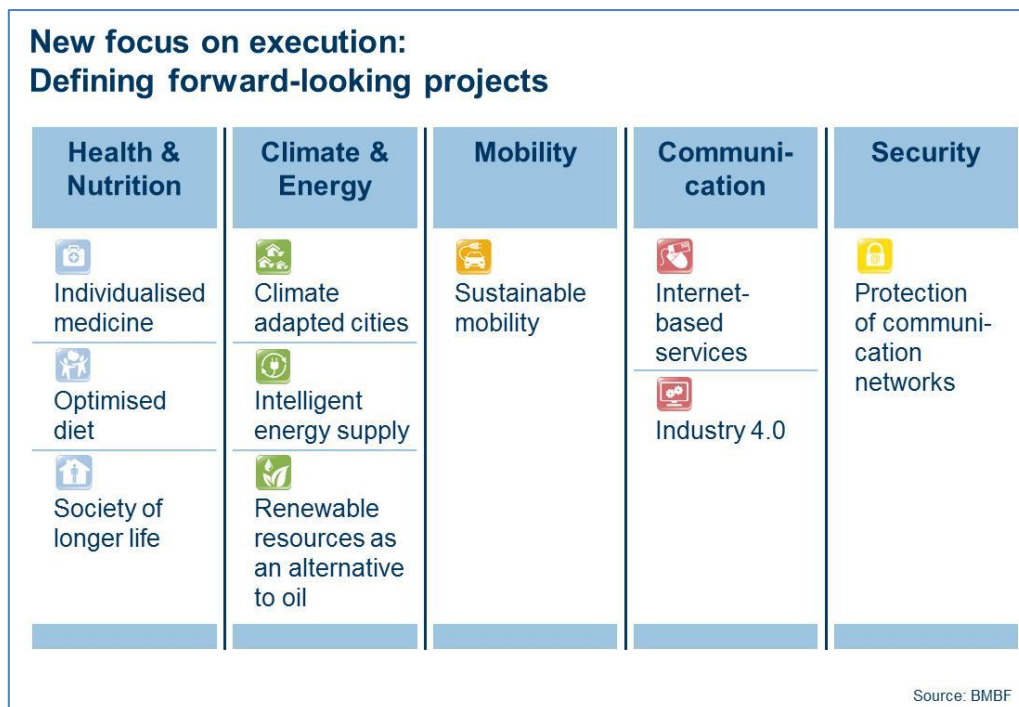 New focus on execution:
Defining forward-looking projects
Health &
Nutrition
Individualised
medicine
Optimised
diet
Society of
longer life
Climate &
Energy
Climate
adapted cities
Intelligent
energy supply
Renewable
resources as
an alternative
to oil
Mobility
Sustainable
mobility
Communi-
cation
Internet-
based
services
Industry 4.0
Security
Protection
of communi-
cation
networks
Source: BMBF